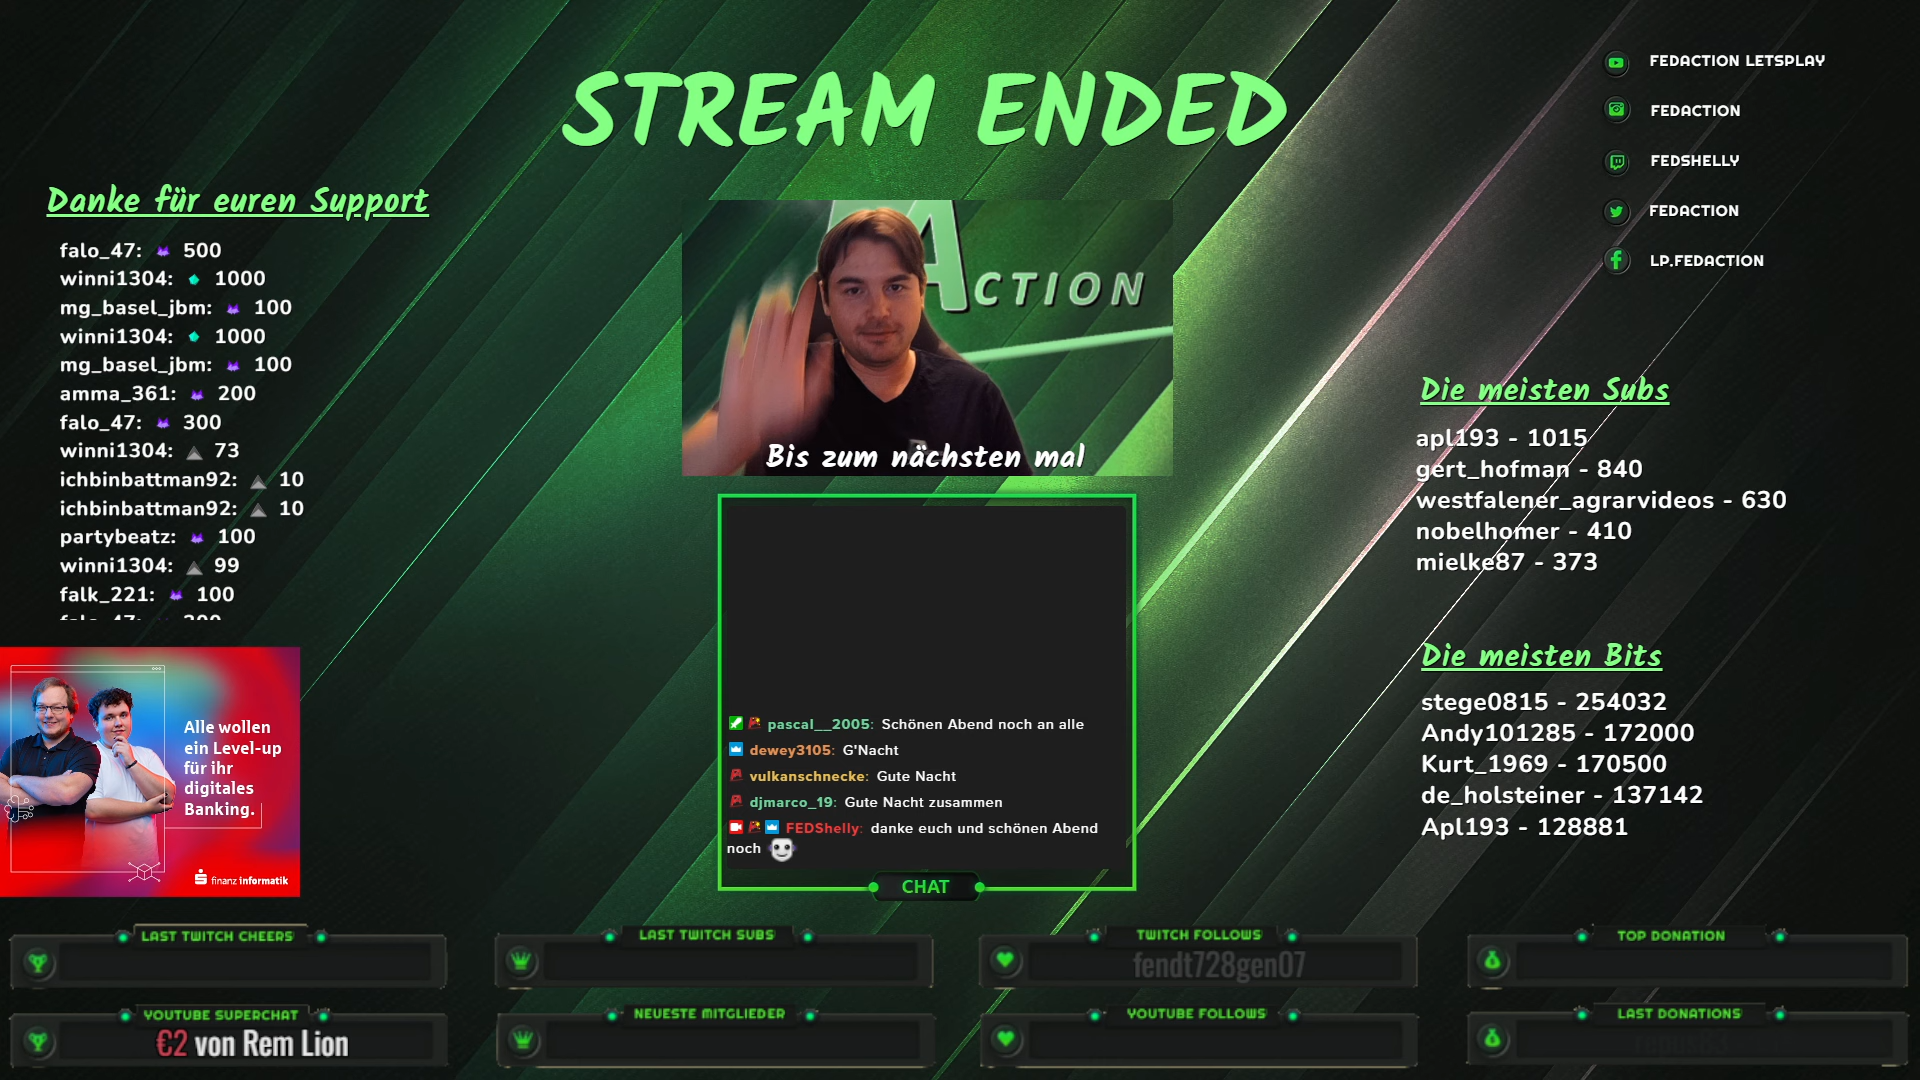 STREAM ENDED
FEDACTION LETSPLAY
FEDACTION
FEDSHELLY
FEDACTION
LP.FEDACTION
Danke für euren Support
falo_47: 500
winni1304: 1000
mg_basel_jbm: 100
winni1304: 1000
mg_basel_jbm: 100
amma_361: 200
falo_47: 300
winni1304: 73
ichbinbattman92: 10
ichbinbattman92: 10
partybeatz: 100
winni1304: 99
falk_221: 100
A
CTION
Bis zum nächsten mal
Die meisten Subs
apl193 - 1015
gert_hofman - 840
westfalener_agrarvideos - 630
nobelhomer - 410
mielke87 - 373
Die meisten Bits
stege0815 - 254032
Andy101285 - 172000
Kurt_1969 - 170500
de_holsteiner - 137142
Apl193 - 128881
Alle wollen
ein Level-up
für ihr
digitales
Banking.
finanz informatik
pascal__2005: Schönen Abend noch an alle
dewey3105: G'Nacht
vulkanschnecke: Gute Nacht
djmarco_19: Gute Nacht zusammen
FEDShelly: danke euch und schönen Abend
noch
CHAT
LAST TWITCH CHEERS
LAST TWITCH SUBS
TWITCH FOLLOWS
fendt728gen07
TOP DONATION
YOUTUBE SUPERCHAT
€2 von Rem Lion
NEUESTE MITGLIEDER
YOUTUBE FOLLOWS
LAST DONATIONS